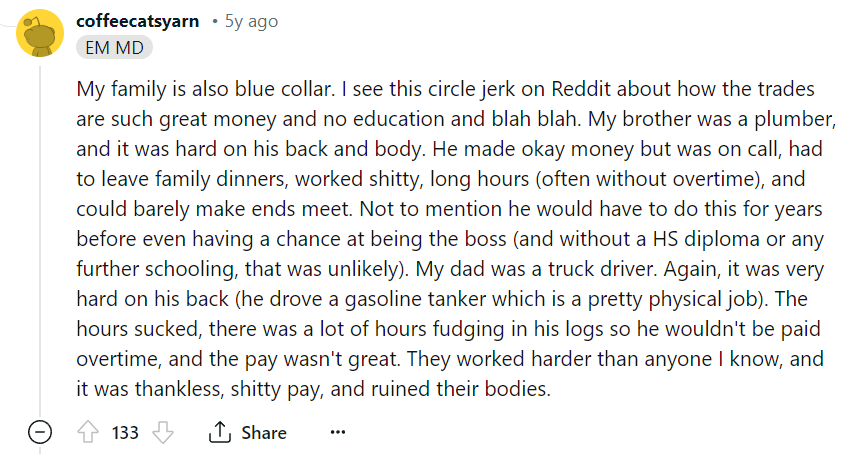 coffeecatsyarn • 5y ago
EM MD
My family is also blue collar. I see this circle jerk on Reddit about how the trades
are such great money and no education and blah blah. My brother was a plumber,
and it was hard on his back and body. He made okay money but was on call, had
to leave family dinners, worked shitty, long hours (often without overtime), and
could barely make ends meet. Not to mention he would have to do this for years
before even having a chance at being the boss (and without a HS diploma or any
further schooling, that was unlikely). My dad was a truck driver. Again, it was very
hard on his back (he drove a gasoline tanker which is a pretty physical job). The
hours sucked, there was a lot of hours fudging in his logs so he wouldn't be paid
overtime, and the pay wasn't great. They worked harder than anyone I know, and
it was thankless, shitty pay, and ruined their bodies.
133 Share ...